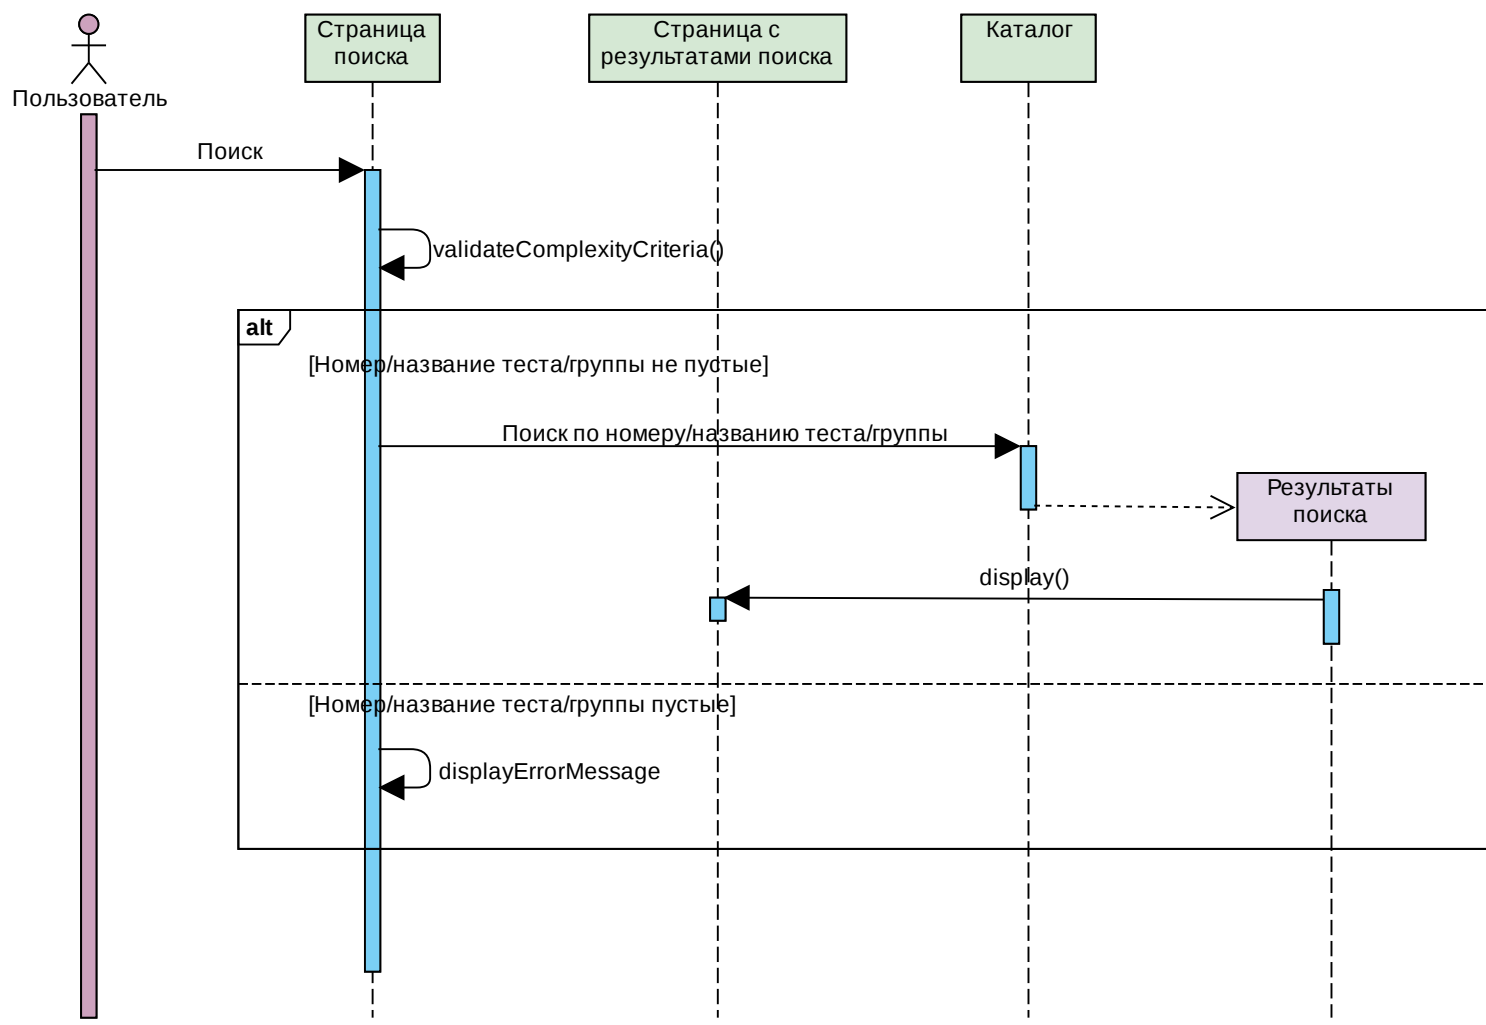 Пользователь
Страница
поиска
Страница с
результатами поиска
Каталог
Поиск
validateComplexityCriteria()
alt
[Номер/название теста/группы не пустые]
Поиск по номеру/названию теста/группы
Результаты
поиска
display()
[Номер/название теста/группы пустые]
displayErrorMessage